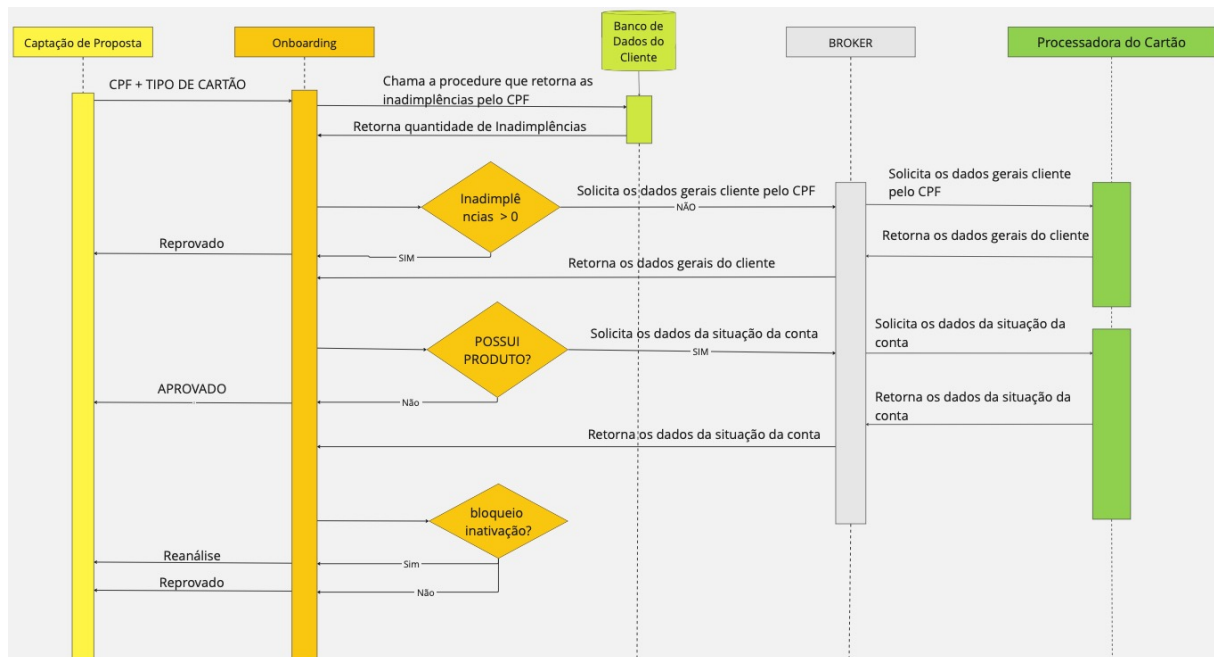 Captação de Proposta
Onboarding
Banco de
Dados do
Cliente
BROKER
Processadora do Cartão
CPF + TIPO DE CARTÃO
Chama a procedure que retorna as
inadimplências pelo CPF
Retorna quantidade de Inadimplências
Inadimplê
ncias > 0
Solicita os dados gerais cliente pelo CPF
NÃO
Solicita os dados gerais cliente
pelo CPF
Retorna os dados gerais do cliente
Reprovado
SIM
Retorna os dados gerais do cliente
POSSUI
PRODUTO?
Solicita os dados da situação da conta
SIM
Solicita os dados da situação da
conta
APROVADO
Não
Retorna os dados da situação da
conta
Retorna os dados da situação da conta
bloqueio
inativação?
Reanálise
Sim
Reprovado
Não